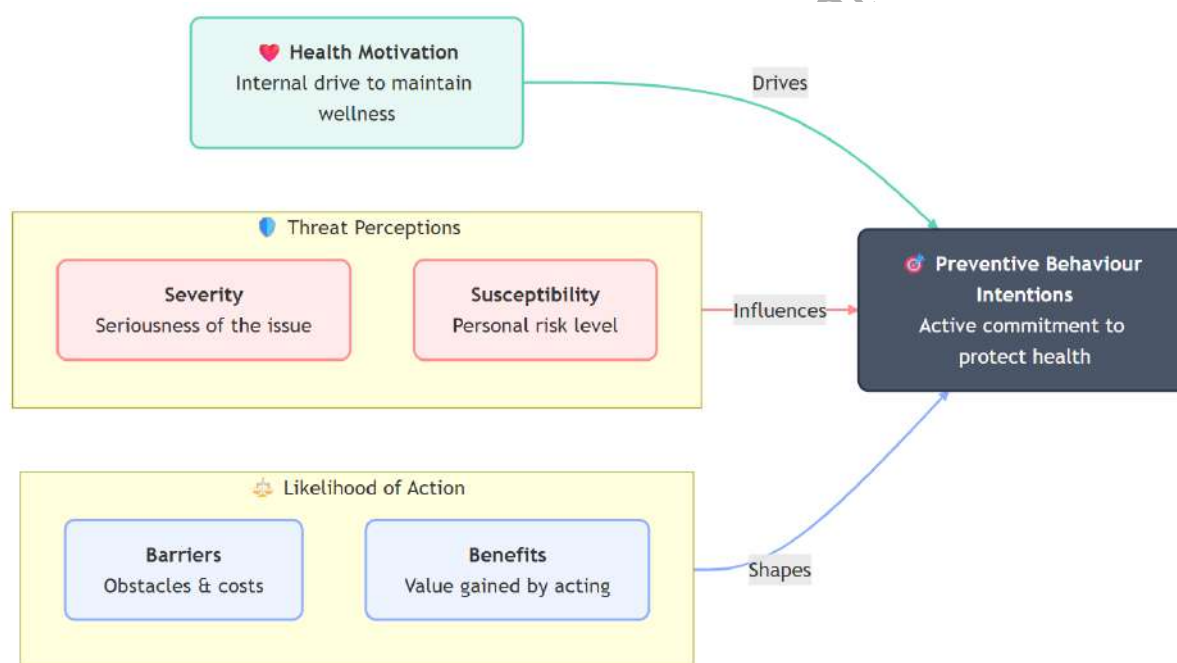 ❤️ Health Motivation
Internal drive to maintain
wellness
Drives
🛡️ Threat Perceptions
Severity
Seriousness of the issue
Susceptibility
Personal risk level
Influences
🎯 Preventive Behaviour
Intentions
Active commitment to
protect health
⚖️ Likelihood of Action
Barriers
Obstacles & costs
Benefits
Value gained by acting
Shapes